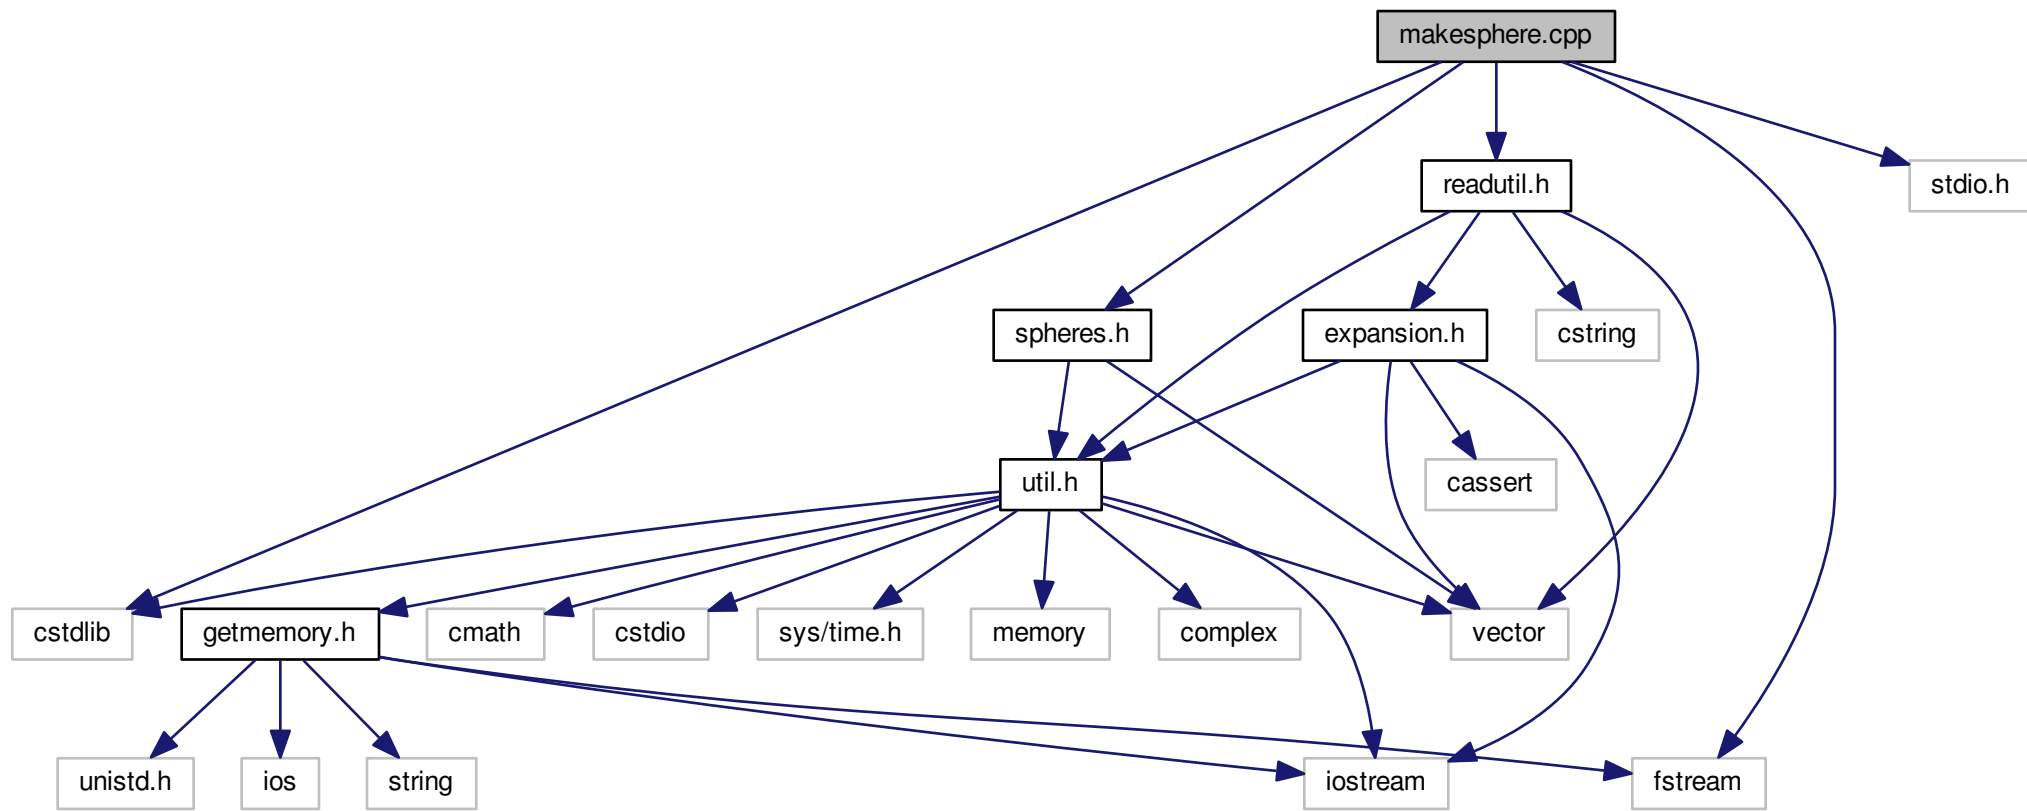 makesphere.cpp
readutil.h
stdio.h
spheres.h
expansion.h
cstring
util.h
cassert
cstdlib
getmemory.h
cmath
cstdio
sys/time.h
memory
complex
vector
unistd.h
ios
string
iostream
fstream